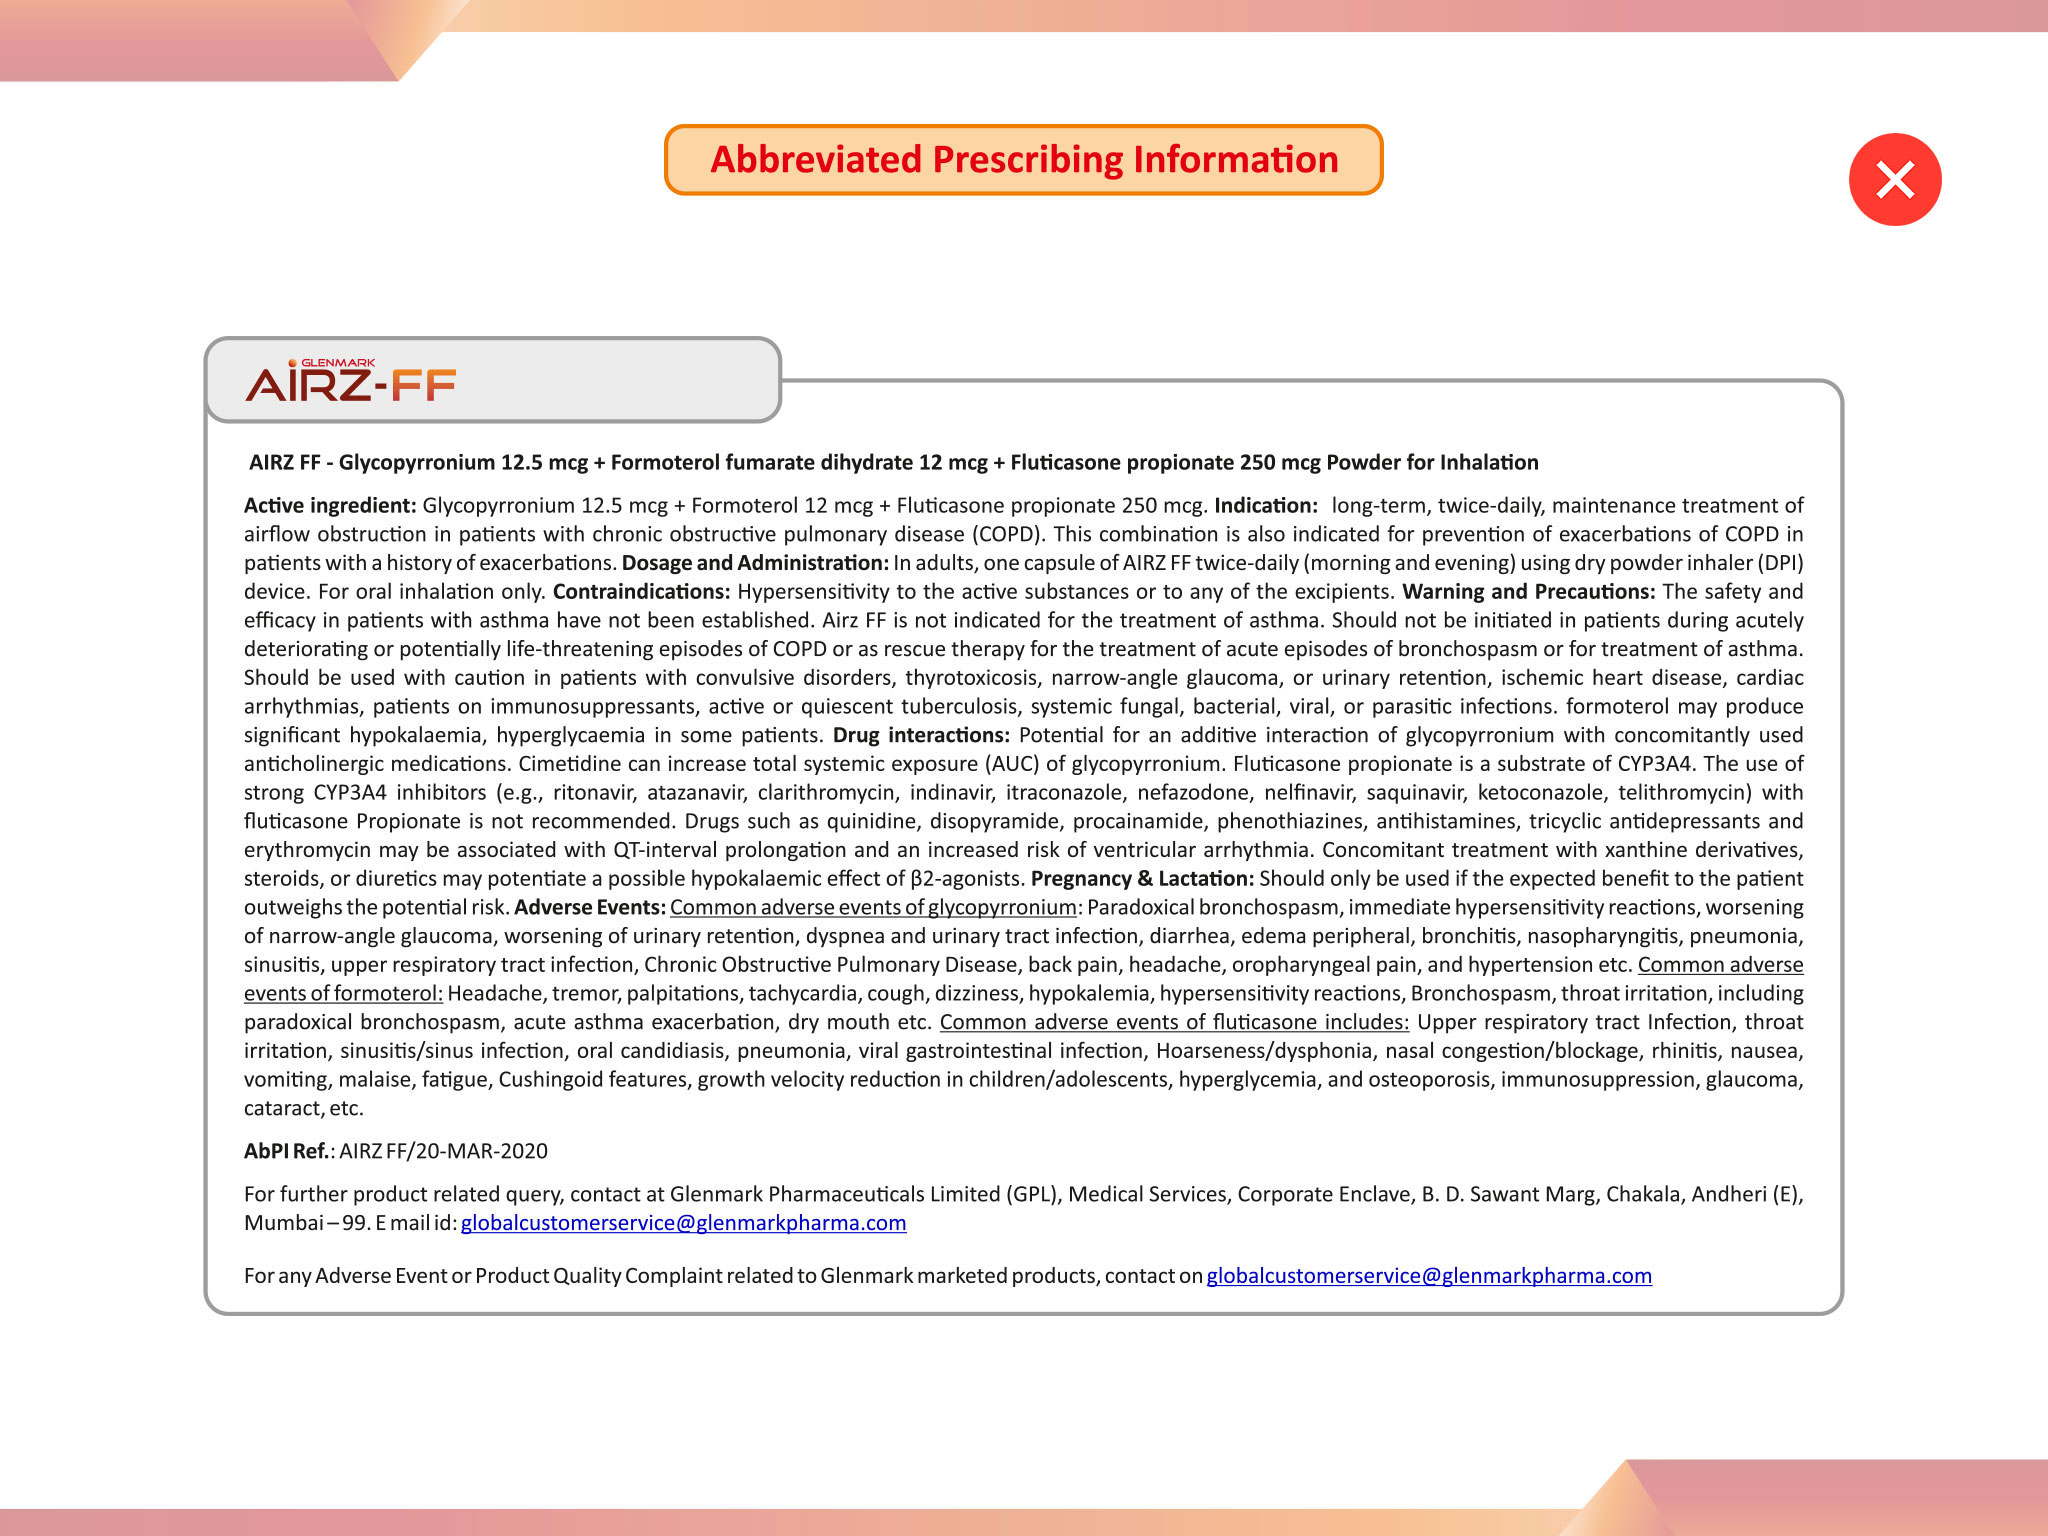 Abbreviated Prescribing Information
GLENMARK
AiRZ-FF
AIRZ FF - Glycopyrronium 12.5 mcg + Formoterol fumarate dihydrate 12 mcg + Fluticasone propionate 250 mcg Powder for Inhalation
Active ingredient: Glycopyrronium 12.5 mcg + Formoterol 12 mcg + Fluticasone propionate 250 mcg. Indication: long-term, twice-daily, maintenance treatment of
airflow obstruction in patients with chronic obstructive pulmonary disease (COPD). This combination is also indicated for prevention of exacerbations of COPD in
patients with a history of exacerbations. Dosage and Administration: In adults, one capsule of AIRZ FF twice-daily (morning and evening) using dry powder inhaler (DPI)
device. For oral inhalation only. Contraindications: Hypersensitivity to the active substances or to any of the excipients. Warning and Precautions: The safety and
efficacy in patients with asthma have not been established. Airz FF is not indicated for the treatment of asthma. Should not be initiated in patients during acutely
deteriorating or potentially life-threatening episodes of COPD or as rescue therapy for the treatment of acute episodes of bronchospasm or for treatment of asthma.
Should be used with caution in patients with convulsive disorders, thyrotoxicosis, narrow-angle glaucoma, or urinary retention, ischemic heart disease, cardiac
arrhythmias, patients on immunosuppressants, active or quiescent tuberculosis, systemic fungal, bacterial, viral, or parasitic infections. formoterol may produce
significant hypokalaemia, hyperglycaemia in some patients. Drug interactions: Potential for an additive interaction of glycopyrronium with concomitantly used
anticholinergic medications. Cimetidine can increase total systemic exposure (AUC) of glycopyrronium. Fluticasone propionate is a substrate of CYP3A4. The use of
strong CYP3A4 inhibitors (e.g., ritonavir, atazanavir, clarithromycin, indinavir, itraconazole, nefazodone, nelfinavir, saquinavir, ketoconazole, telithromycin) with
fluticasone Propionate is not recommended. Drugs such as quinidine, disopyramide, procainamide, phenothiazines, antihistamines, tricyclic antidepressants and
erythromycin may be associated with QT-interval prolongation and an increased risk of ventricular arrhythmia. Concomitant treatment with xanthine derivatives,
steroids, or diuretics may potentiate a possible hypokalaemic effect of β2-agonists. Pregnancy & Lactation: Should only be used if the expected benefit to the patient
outweighs the potential risk. Adverse Events: Common adverse events of glycopyrronium: Paradoxical bronchospasm, immediate hypersensitivity reactions, worsening
of narrow-angle glaucoma, worsening of urinary retention, dyspnea and urinary tract infection, diarrhea, edema peripheral, bronchitis, nasopharyngitis, pneumonia,
sinusitis, upper respiratory tract infection, Chronic Obstructive Pulmonary Disease, back pain, headache, oropharyngeal pain, and hypertension etc. Common adverse
events of formoterol: Headache, tremor, palpitations, tachycardia, cough, dizziness, hypokalemia, hypersensitivity reactions, Bronchospasm, throat irritation, including
paradoxical bronchospasm, acute asthma exacerbation, dry mouth etc. Common adverse events of fluticasone includes: Upper respiratory tract Infection, throat
irritation, sinusitis/sinus infection, oral candidiasis, pneumonia, viral gastrointestinal infection, Hoarseness/dysphonia, nasal congestion/blockage, rhinitis, nausea,
vomiting, malaise, fatigue, Cushingoid features, growth velocity reduction in children/adolescents, hyperglycemia, and osteoporosis, immunosuppression, glaucoma,
cataract, etc.
AbPI Ref.: AIRZ FF/20-MAR-2020
For further product related query, contact at Glenmark Pharmaceuticals Limited (GPL), Medical Services, Corporate Enclave, B. D. Sawant Marg, Chakala, Andheri (E),
Mumbai – 99. E mail id: globalcustomerservice@glenmarkpharma.com
For any Adverse Event or Product Quality Complaint related to Glenmark marketed products, contact on globalcustomerservice@glenmarkpharma.com